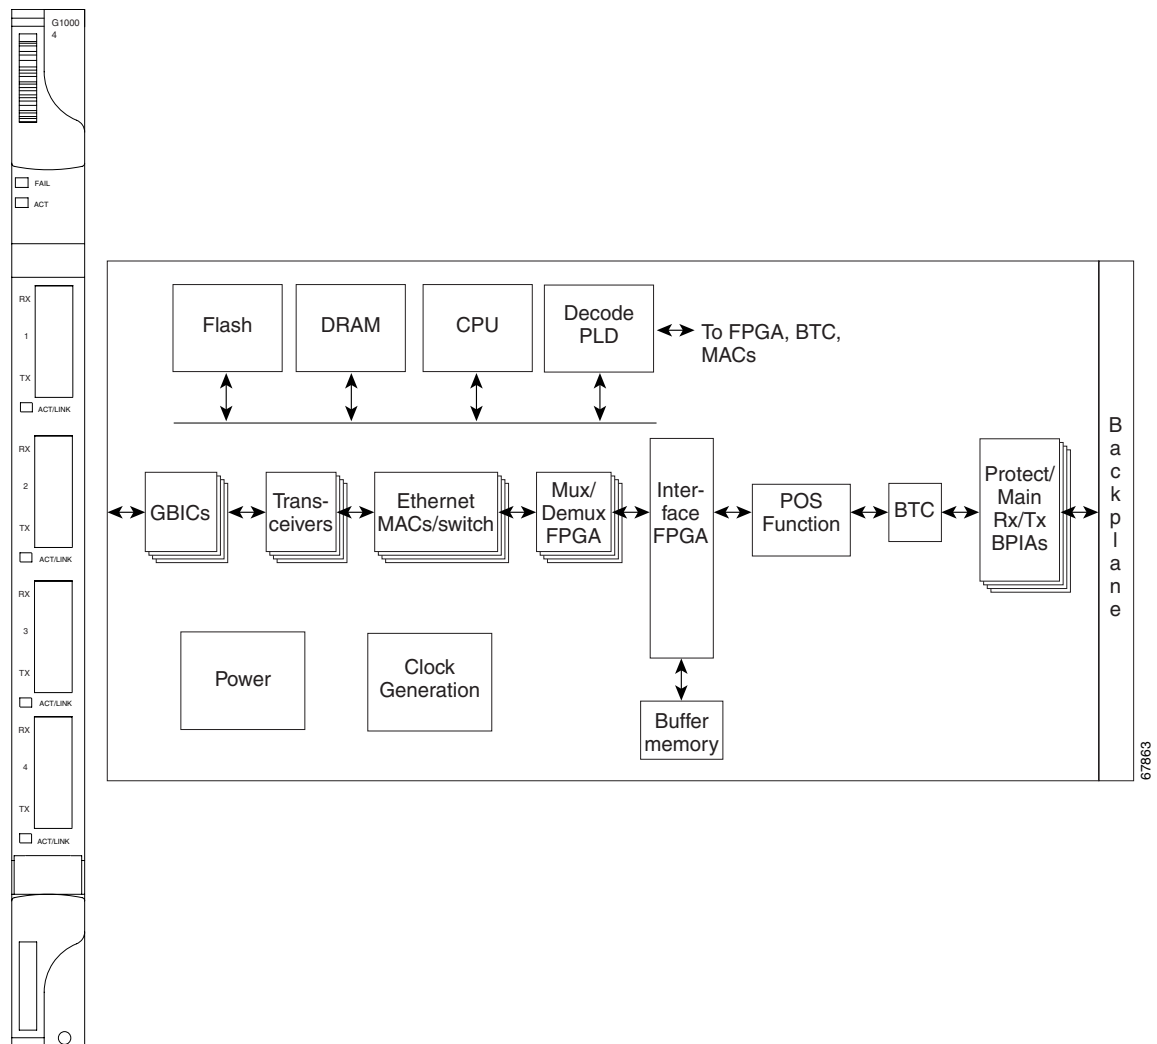 G1000
4
FAIL
ACT
RX
1
TX
ACT/LINK
RX
2
TX
ACT/LINK
RX
3
TX
ACT/LINK
RX
4
TX
ACT/LINK
Flash
DRAM
CPU
Decode
PLD
To FPGA, BTC,
MACs
GBICs
Trans-
ceivers
Ethernet
MACs/switch
Mux/
Demux
FPGA
Inter-
face
FPGA
POS
Function
BTC
Protect/
Main
Rx/Tx
BPIAs
Backplane
Power
Clock
Generation
Buffer
memory
67863